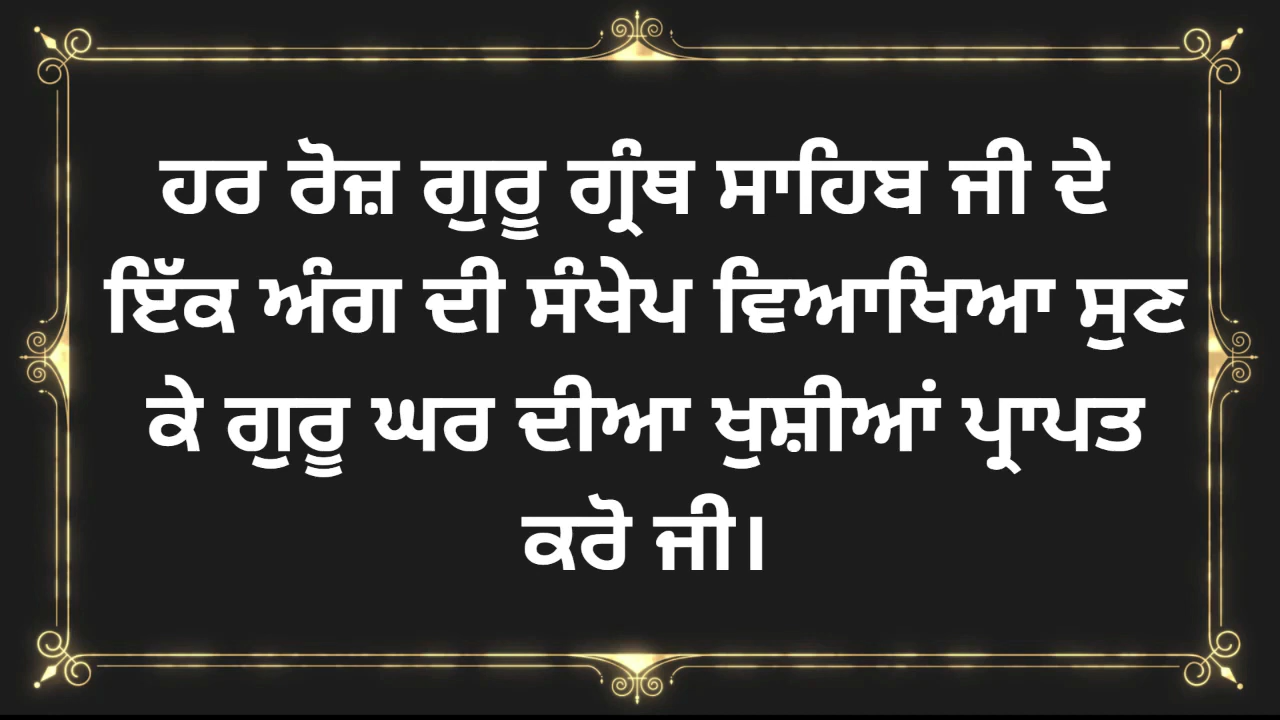 ਹਰ ਰੋਜ਼ ਗੁਰੂ ਗ੍ਰੰਥ ਸਾਹਿਬ ਜੀ ਦੇ
ਇੱਕ ਅੰਗ ਦੀ ਸੰਖੇਪ ਵਿਆਖਿਆ ਸੁਣ
ਕੇ ਗੁਰੂ ਘਰ ਦੀਆ ਖੁਸ਼ੀਆਂ ਪ੍ਰਾਪਤ
ਕਰੋ ਜੀ।